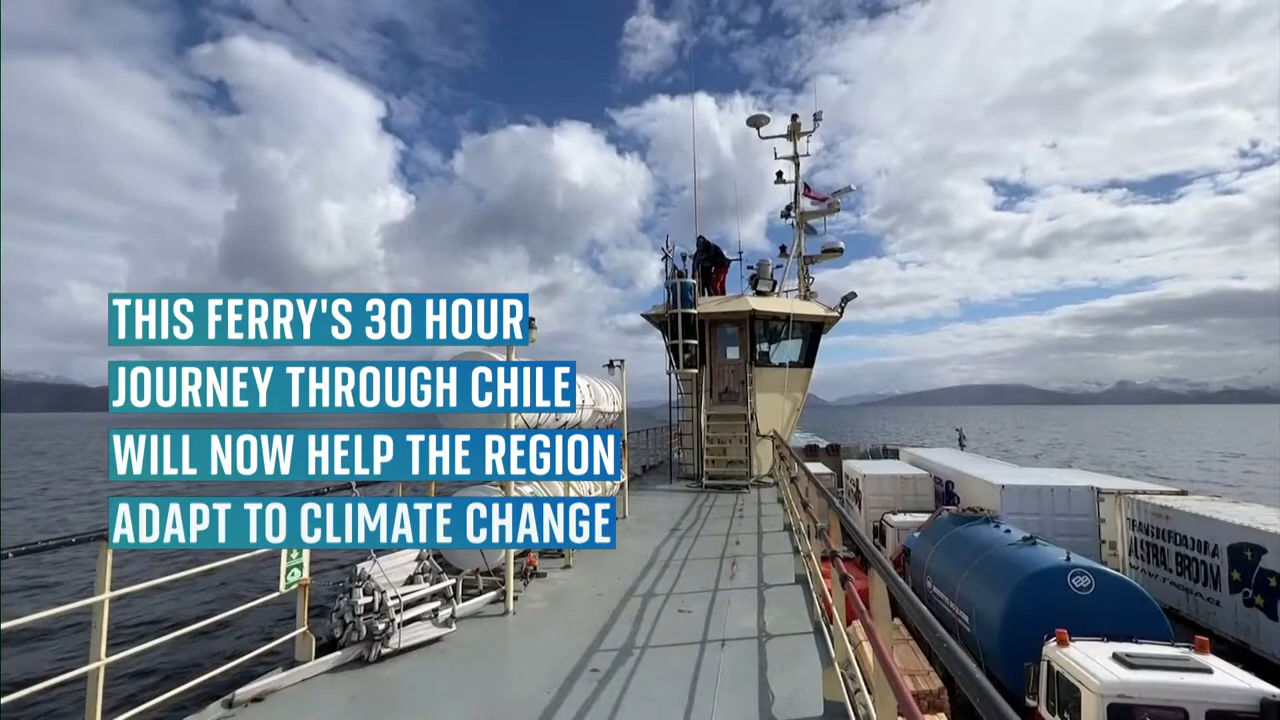 THIS FERRY'S 30 HOUR
JOURNEY THROUGH CHILE
WILL NOW HELP THE REGION
ADAPT TO CLIMATE CHANGE
TRANSBORDADORA
AUSTRAL BROOM